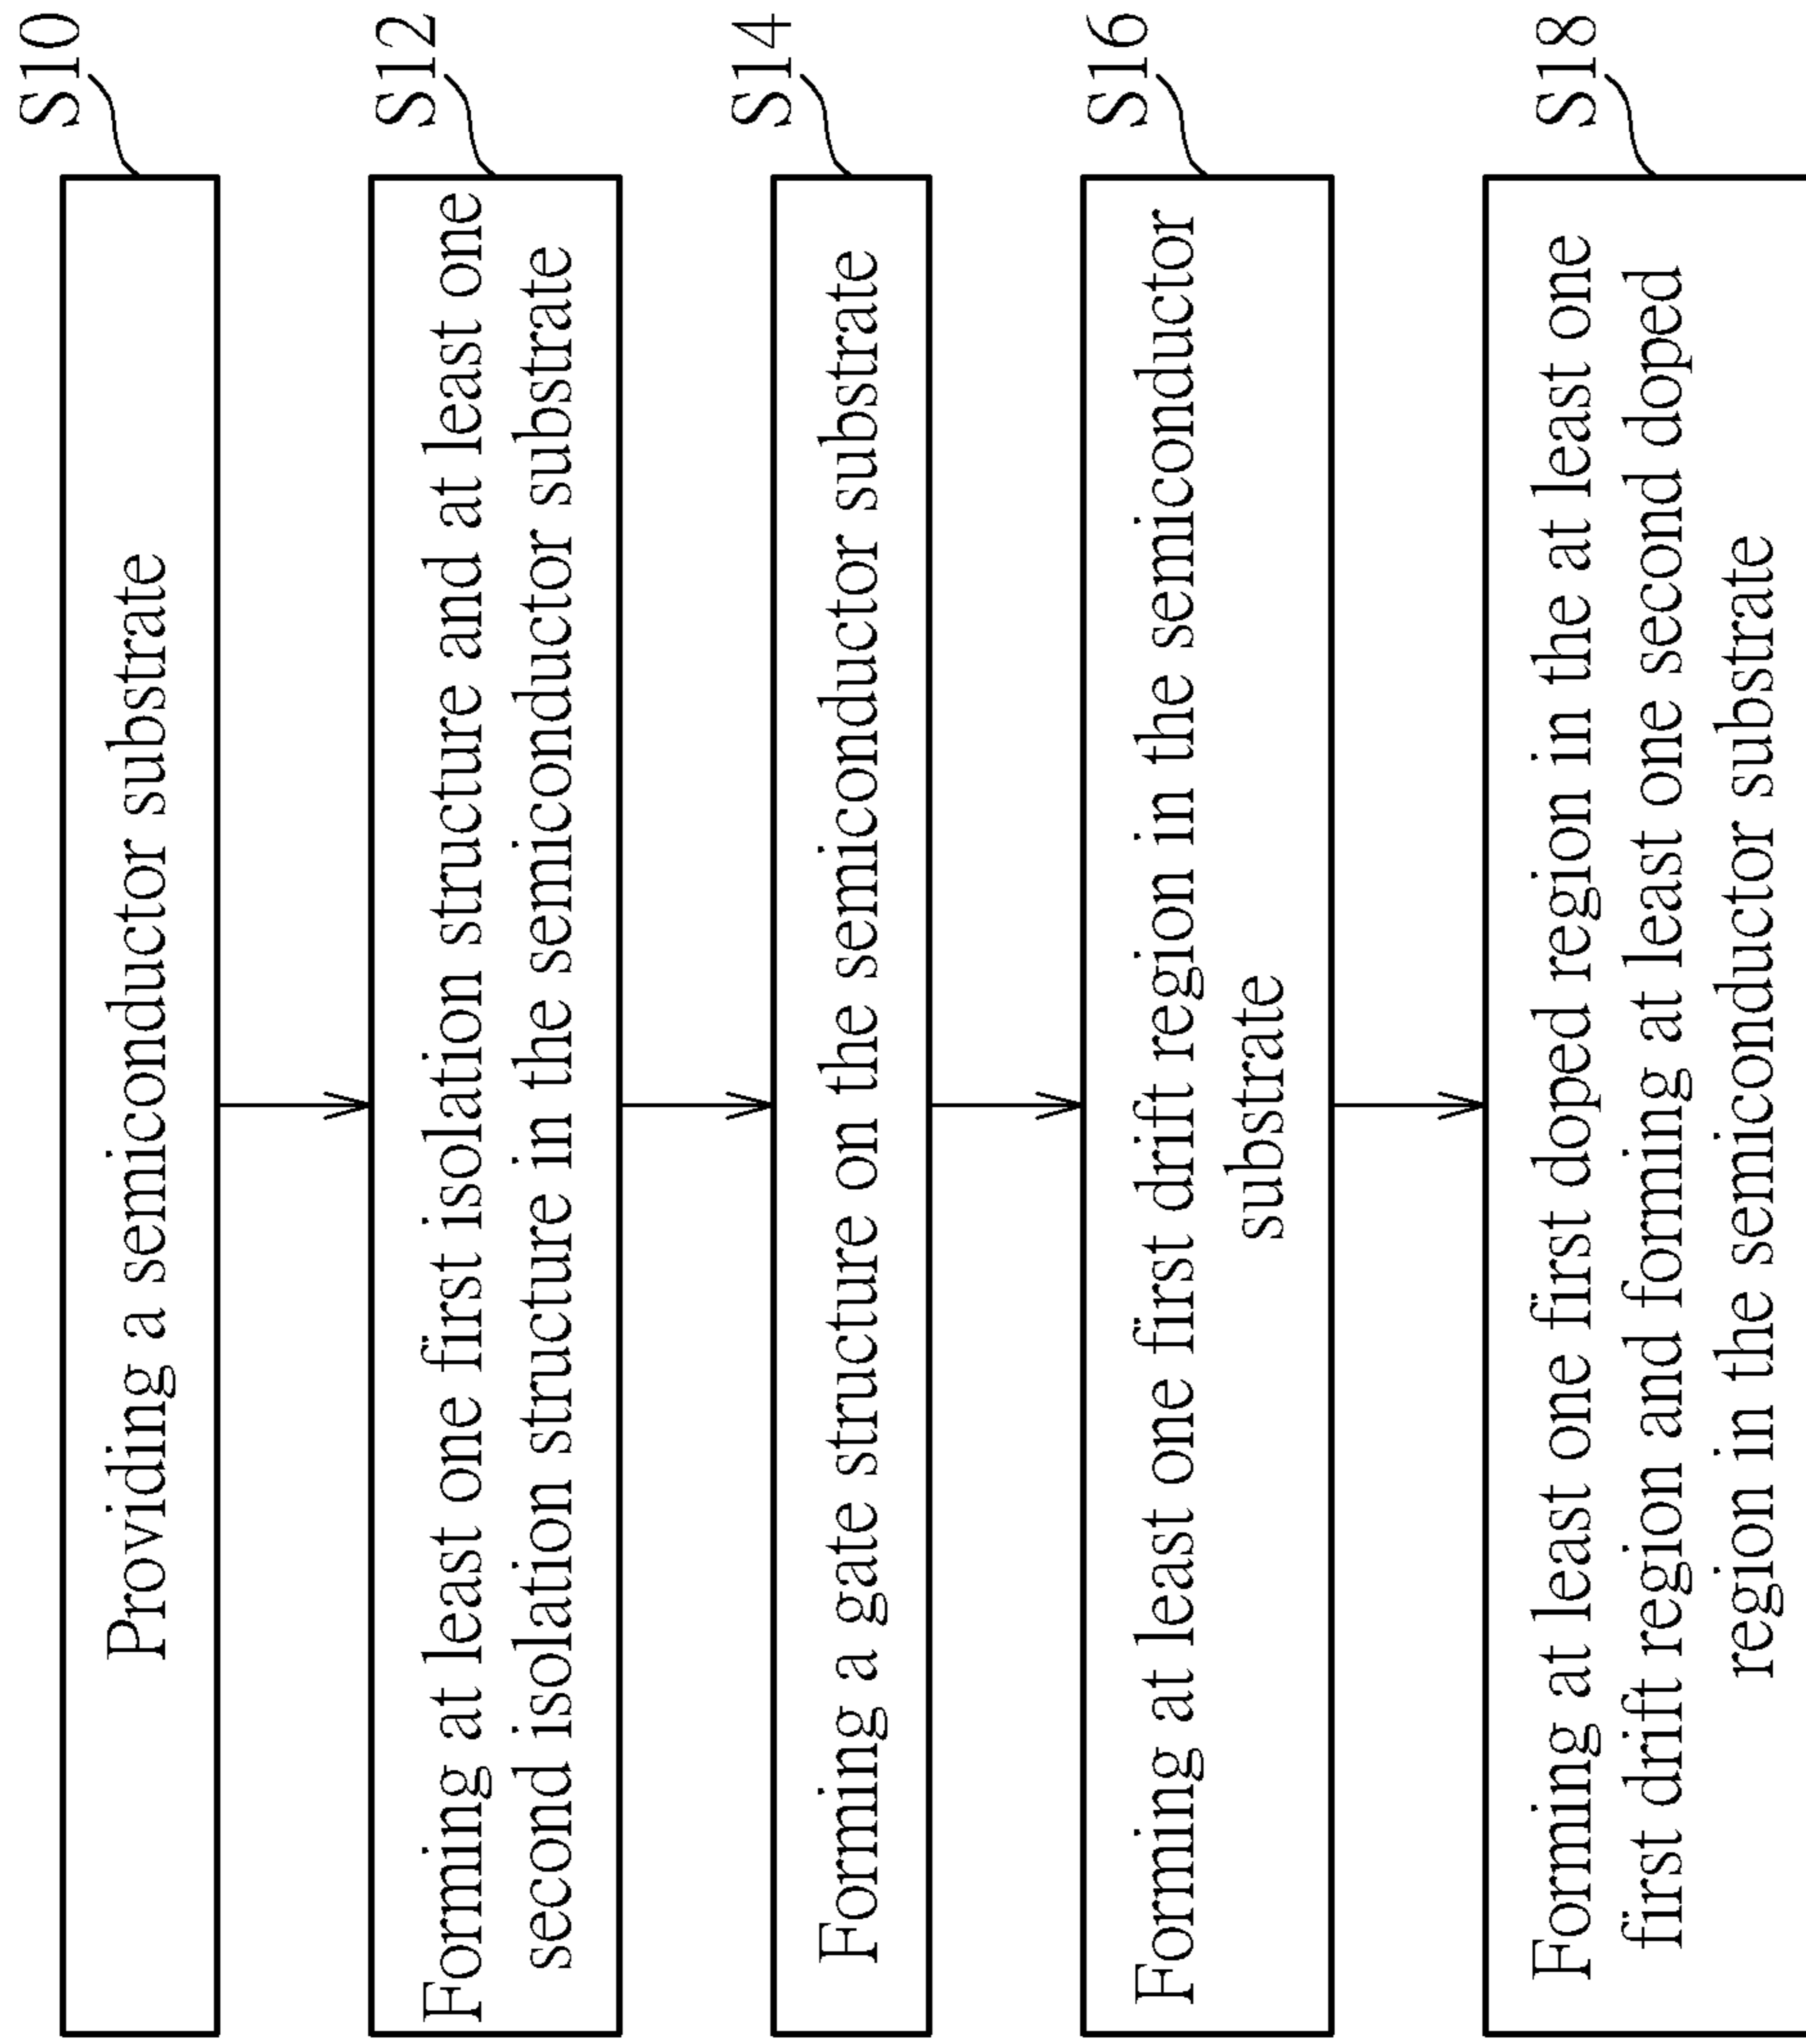 S10
Providing a semiconductor substrate
S12
Forming at least one first isolation structure and at least one
second isolation structure in the semiconductor substrate
S14
Forming a gate structure on the semiconductor substrate
S16
Forming at least one first drift region in the semiconductor
substrate
S18
Forming at least one first doped region in the at least one
first drift region and forming at least one second doped
region in the semiconductor substrate